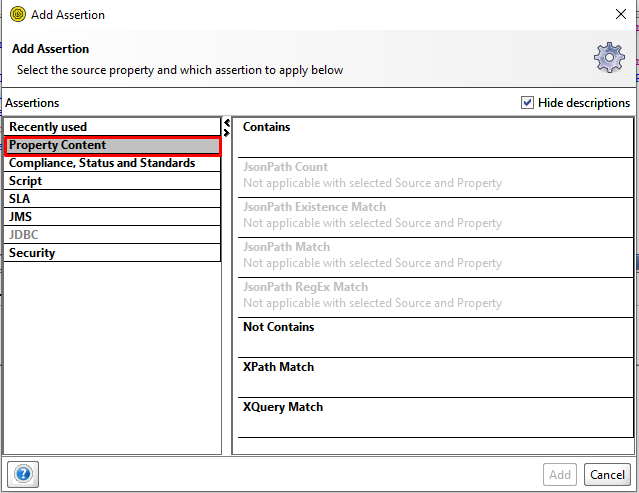 Add Assertion
Add Assertion
Select the source property and which assertion to apply below
Assertions
Hide descriptions
Recently used
Property Content
Compliance, Status and Standards
Script
SLA
JMS
JDBC
Security
Contains
JsonPath Count
Not applicable with selected Source and Property
JsonPath Existence Match
Not applicable with selected Source and Property
JsonPath Match
Not applicable with selected Source and Property
JsonPath RegEx Match
Not applicable with selected Source and Property
Not Contains
XPath Match
XQuery Match
Add
Cancel